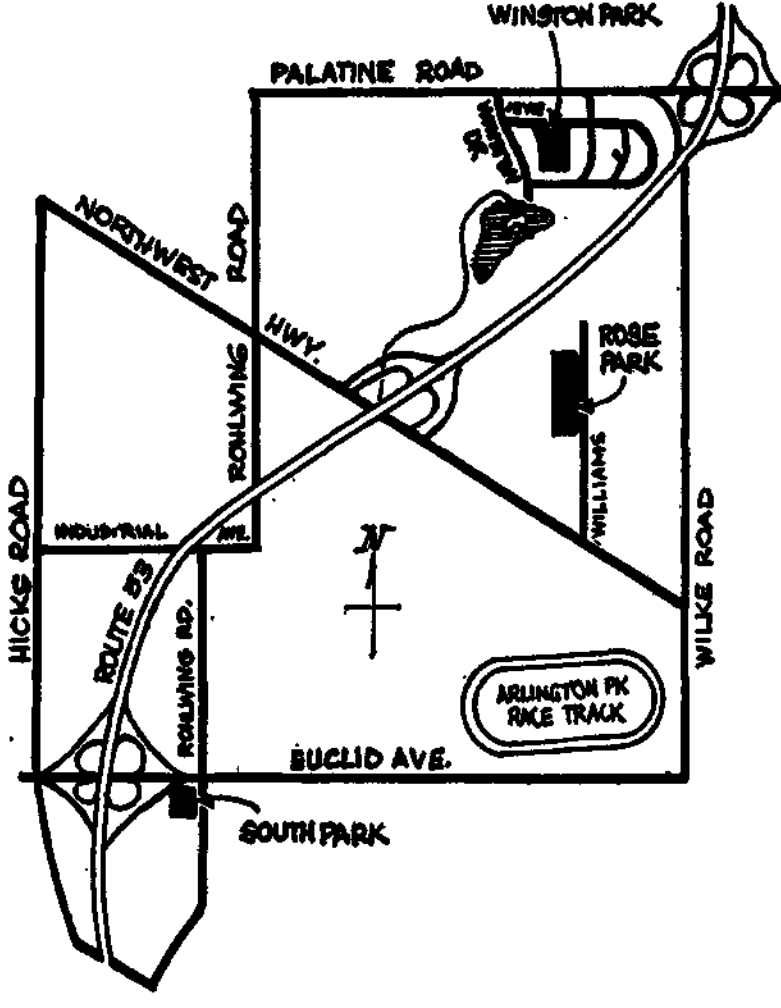 WINSTON PARK
PALATINE ROAD
NORTHWEST HWY.
ROHLWING ROAD
ROSE
PARK
WILLIAMS
HICKS ROAD
INDUSTRIAL AVE.
N
WILKE ROAD
ROUTE 53
ROHLWING RD.
ARLINGTON PK
RACE TRACK
EUCLID AVE.
SOUTH PARK